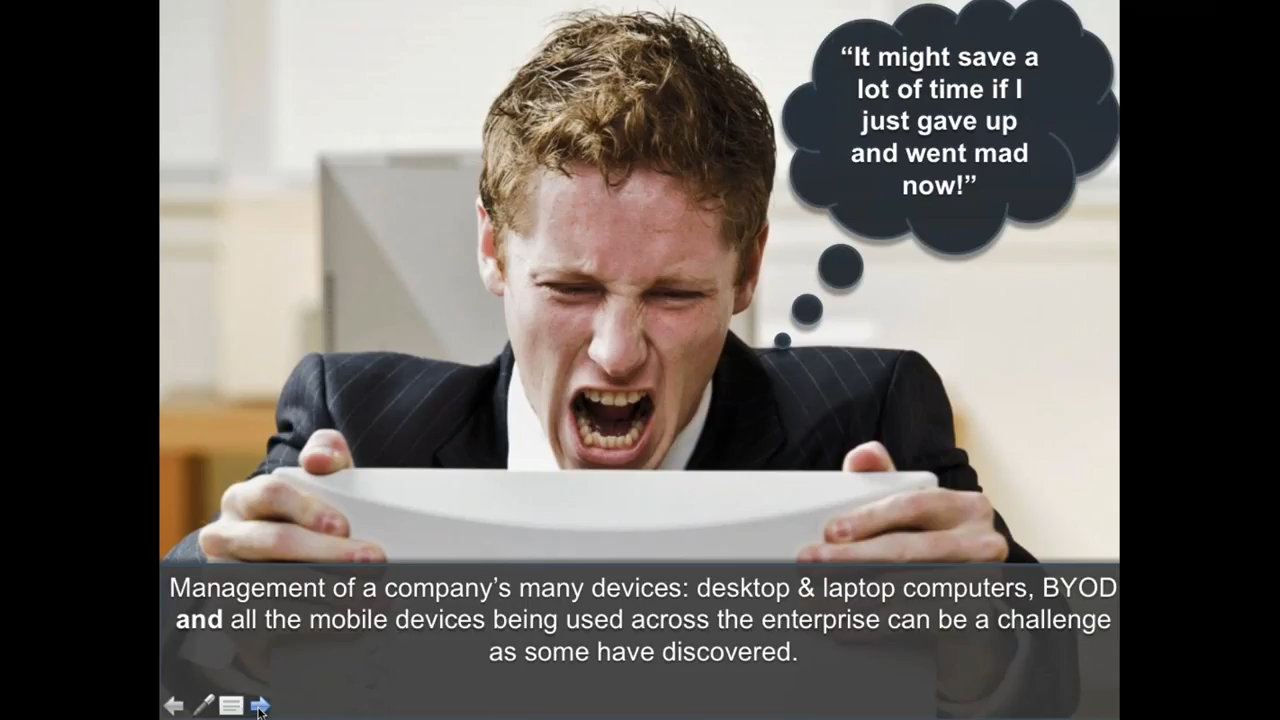 “It might save a
lot of time if I
just gave up
and went mad
now!”
Management of a company’s many devices: desktop & laptop computers, BYOD
and all the mobile devices being used across the enterprise can be a challenge
as some have discovered.